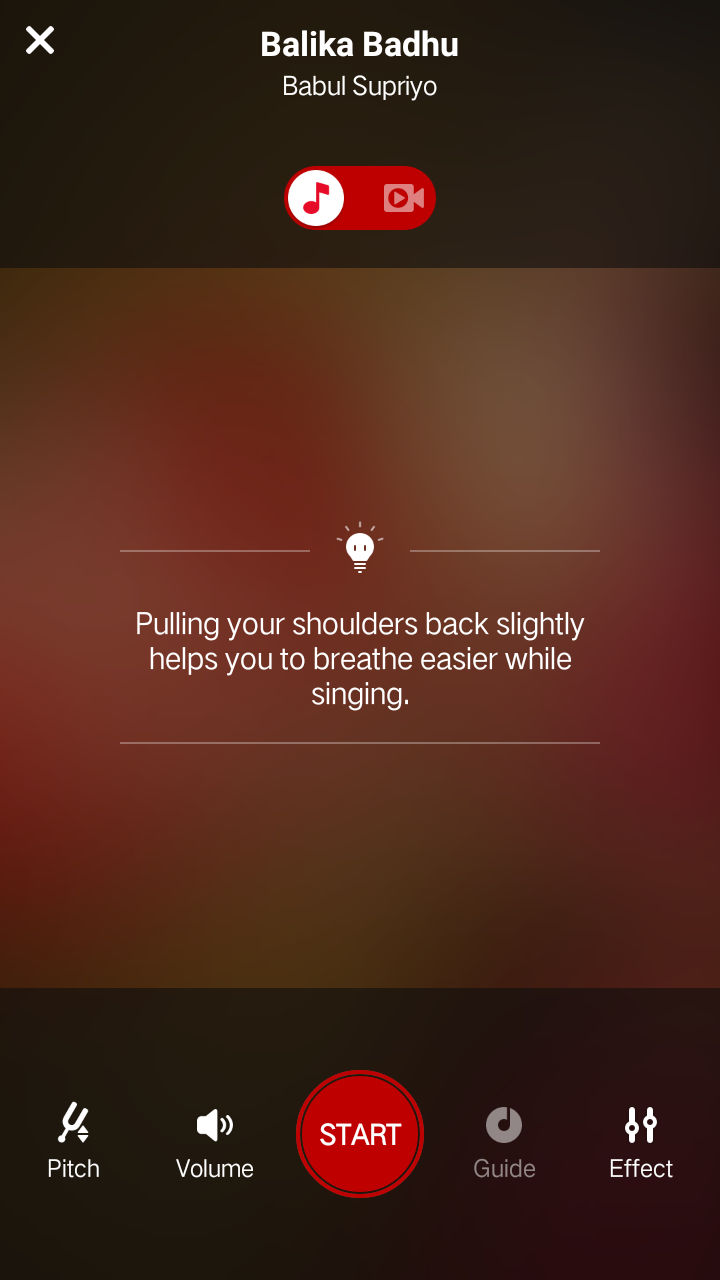 Balika Badhu
Babul Supriyo
Pulling your shoulders back slightly
helps you to breathe easier while
singing.
Pitch
Volume
START
Guide
Effect